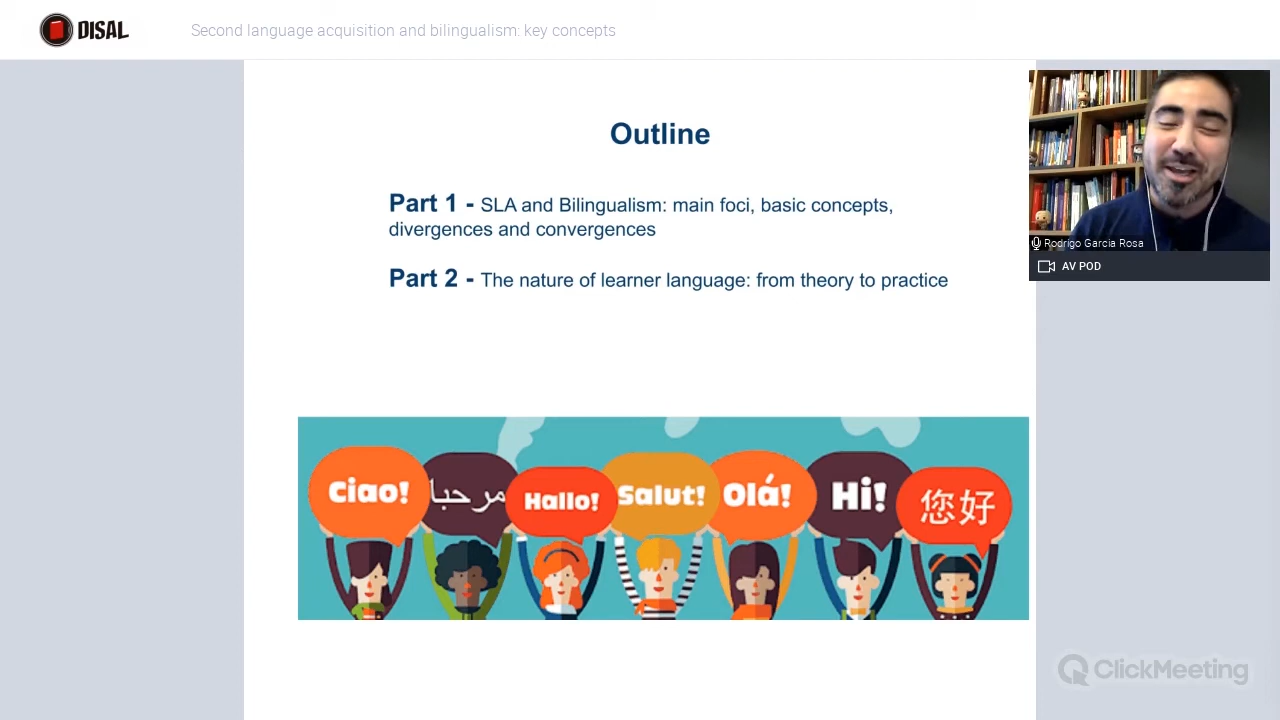 DISAL
Second language acquisition and bilingualism: key concepts
Outline
Part 1 - SLA and Bilingualism: main foci, basic concepts,
divergences and convergences
Part 2 - The nature of learner language: from theory to practice
Rodrigo Garcia Rosa
AV POD
Ciao!
مرحبا
Hallo!
Salut!
Olá!
Hi!
您好
ClickMeeting